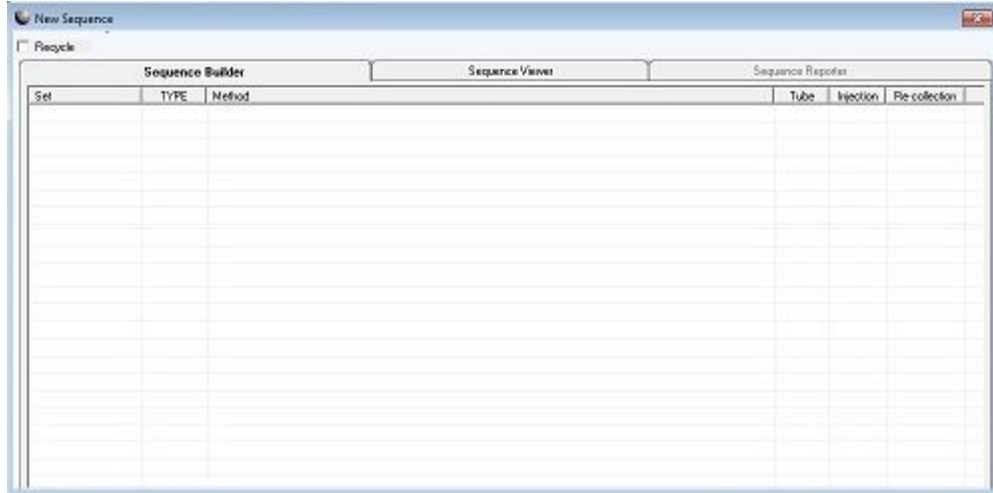 New Sequence
Recycle
Sequence Builder Sequence Viewer Sequence Reporter
Set TYPE Method Tube Injection Re-collection